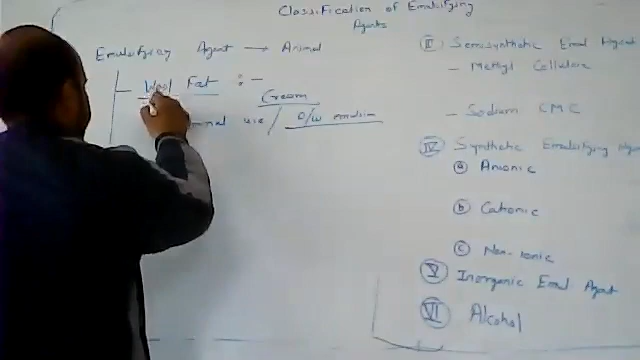 Classification of Emulsifying
Agents
Emulsifying Agent → Animal
- Wool Fat :-
Cream
use / O/W emulsion
III Semisynthetic Emul Agent
- Methyl Cellulose
- Sodium CMC
IV Synthetic Emulsifying Agent
a Anionic
b Cationic
c Non-ionic
V Inorganic Emul Agent
VI Alcohol